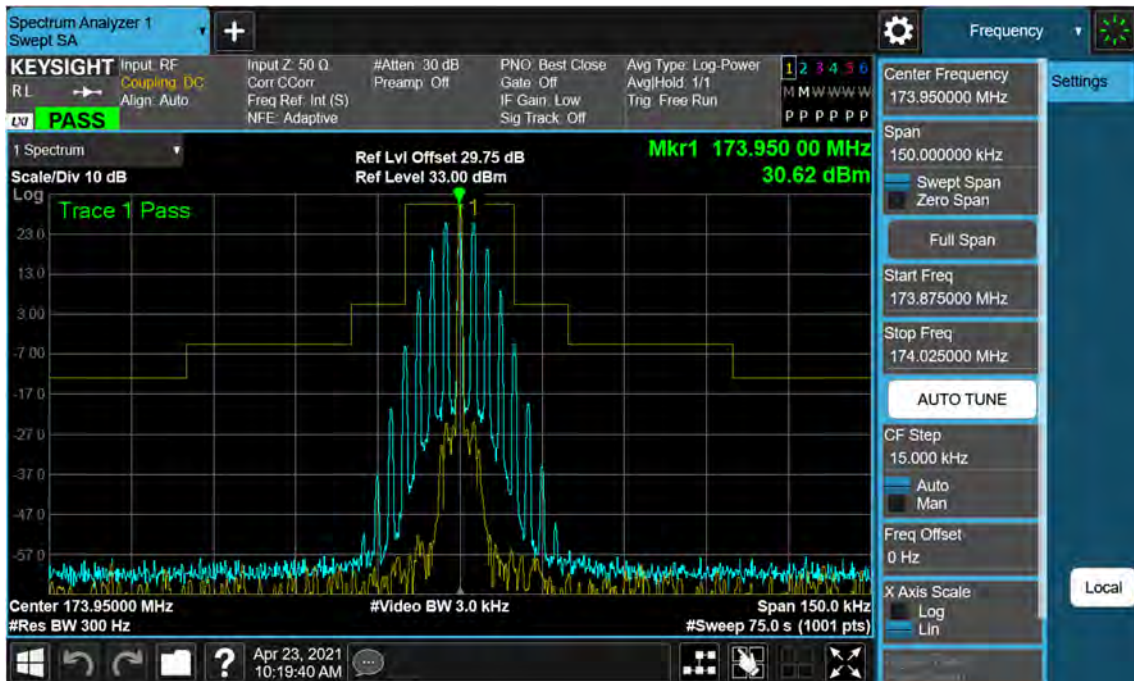 Spectrum Analyzer 1
Swept SA
Frequency
KEYSIGHT
RL
LXI PASS
Input: RF
Coupling: DC
Align: Auto
Input Z: 50 Ω
Corr CCorr
Freq Ref: Int (S)
NFE: Adaptive
#Atten: 30 dB
Preamp: Off
PNO: Best Close
Gate: Off
IF Gain: Low
Sig Track: Off
Avg Type: Log-Power
Avg|Hold: 1/1
Trig: Free Run
1 2 3 4 5 6
M M W W W W
P P P P P P
1 Spectrum
Scale/Div 10 dB
Ref Lvl Offset 29.75 dB
Ref Level 33.00 dBm
Mkr1 173.950 00 MHz
30.62 dBm
Log
Trace 1 Pass
1
23.0
13.0
3.00
-7.00
-17.0
-27.0
-37.0
-47.0
-57.0
Center 173.95000 MHz
#Res BW 300 Hz
#Video BW 3.0 kHz
Span 150.0 kHz
#Sweep 75.0 s (1001 pts)
Center Frequency
173.950000 MHz
Span
150.000000 kHz
Swept Span
Zero Span
Full Span
Start Freq
173.875000 MHz
Stop Freq
174.025000 MHz
AUTO TUNE
CF Step
15.000 kHz
Auto
Man
Freq Offset
0 Hz
X Axis Scale
Log
Lin
Settings
Local
?
Apr 23, 2021
10:19:40 AM